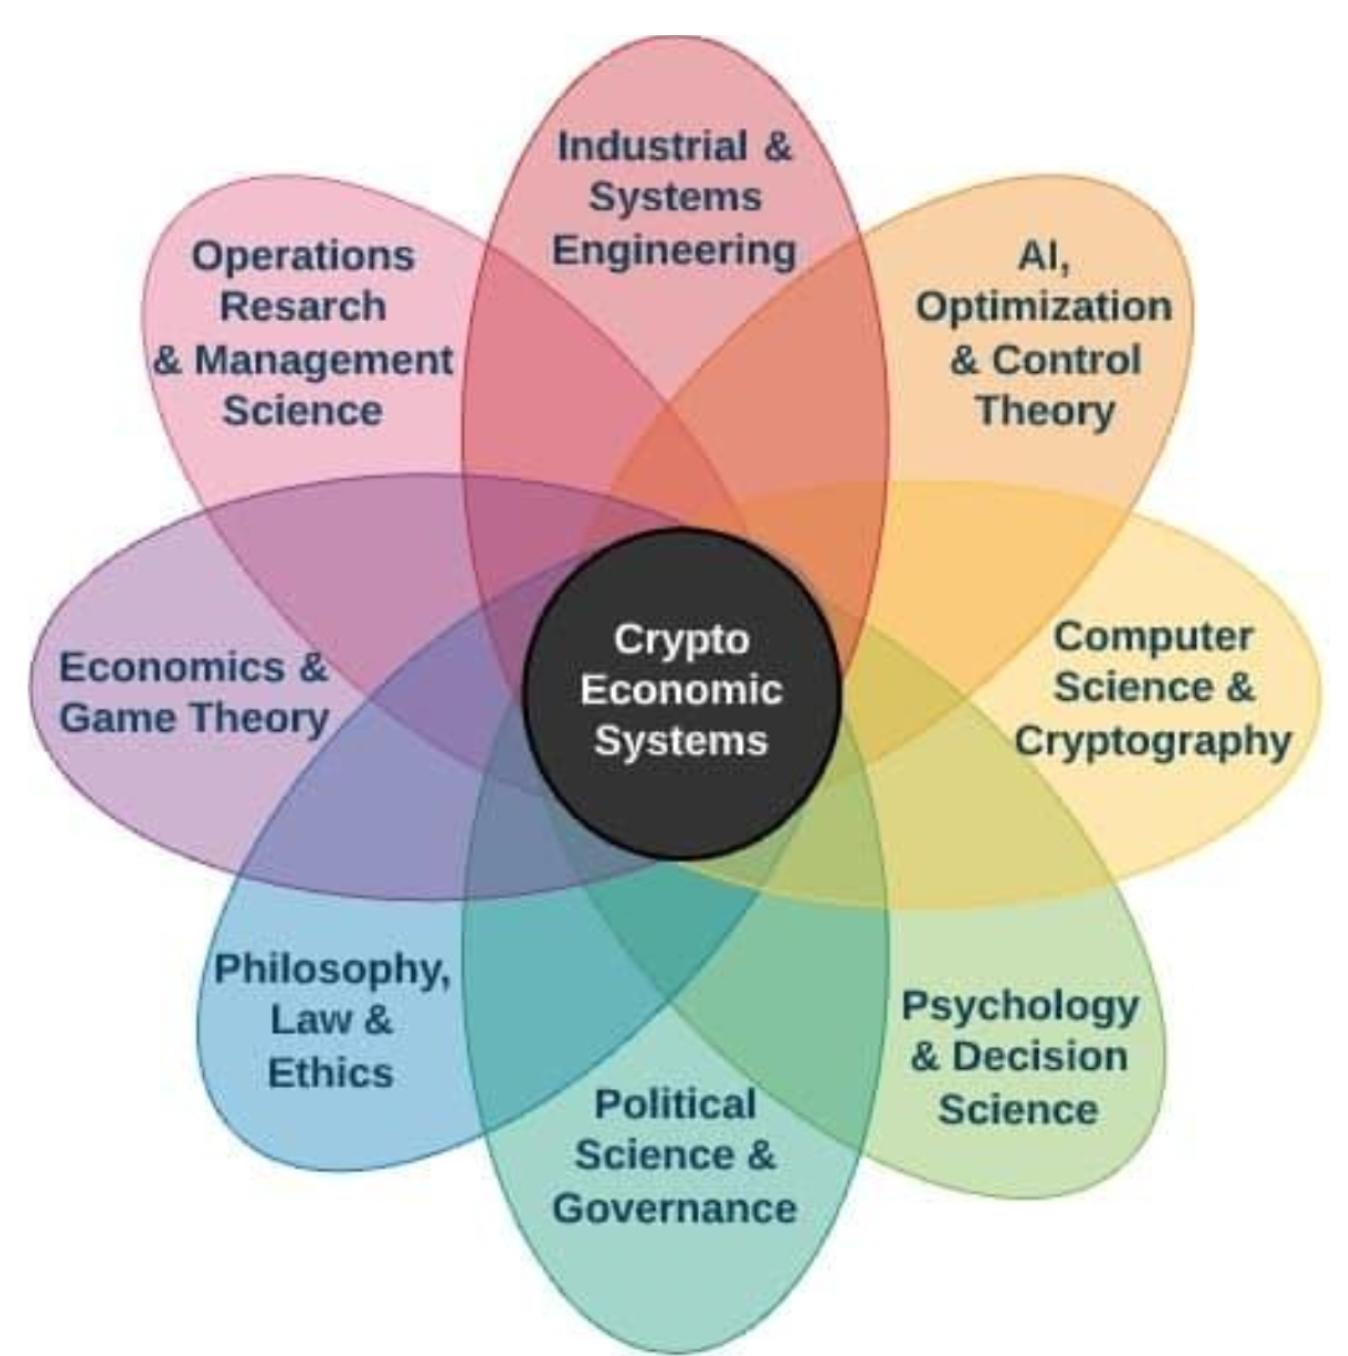 Industrial &
Systems
Engineering
Operations
Resarch
& Management
Science
AI,
Optimization
& Control
Theory
Economics &
Game Theory
Crypto
Economic
Systems
Computer
Science &
Cryptography
Philosophy,
Law &
Ethics
Psychology
& Decision
Science
Political
Science &
Governance